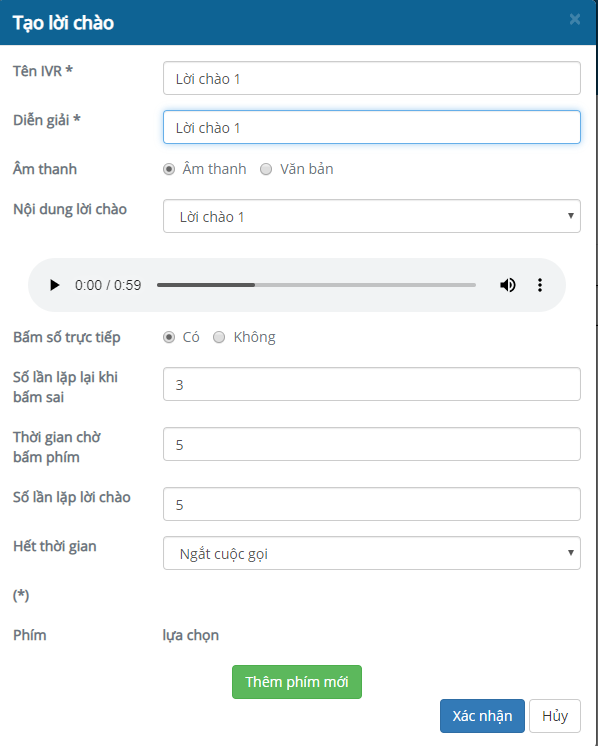 Tạo lời chào
×
Tên IVR *
Lời chào 1
Diễn giải *
Lời chào 1
Âm thanh
Âm thanh Văn bản
Nội dung lời chào
Lời chào 1
0:00 / 0:59
Bấm số trực tiếp
Có Không
Số lần lặp lại khi
bấm sai
3
Thời gian chờ
bấm phím
5
Số lần lặp lời chào
5
Hết thời gian
Ngắt cuộc gọi
(*)
Phím lựa chọn
Thêm phím mới
Xác nhận Hủy